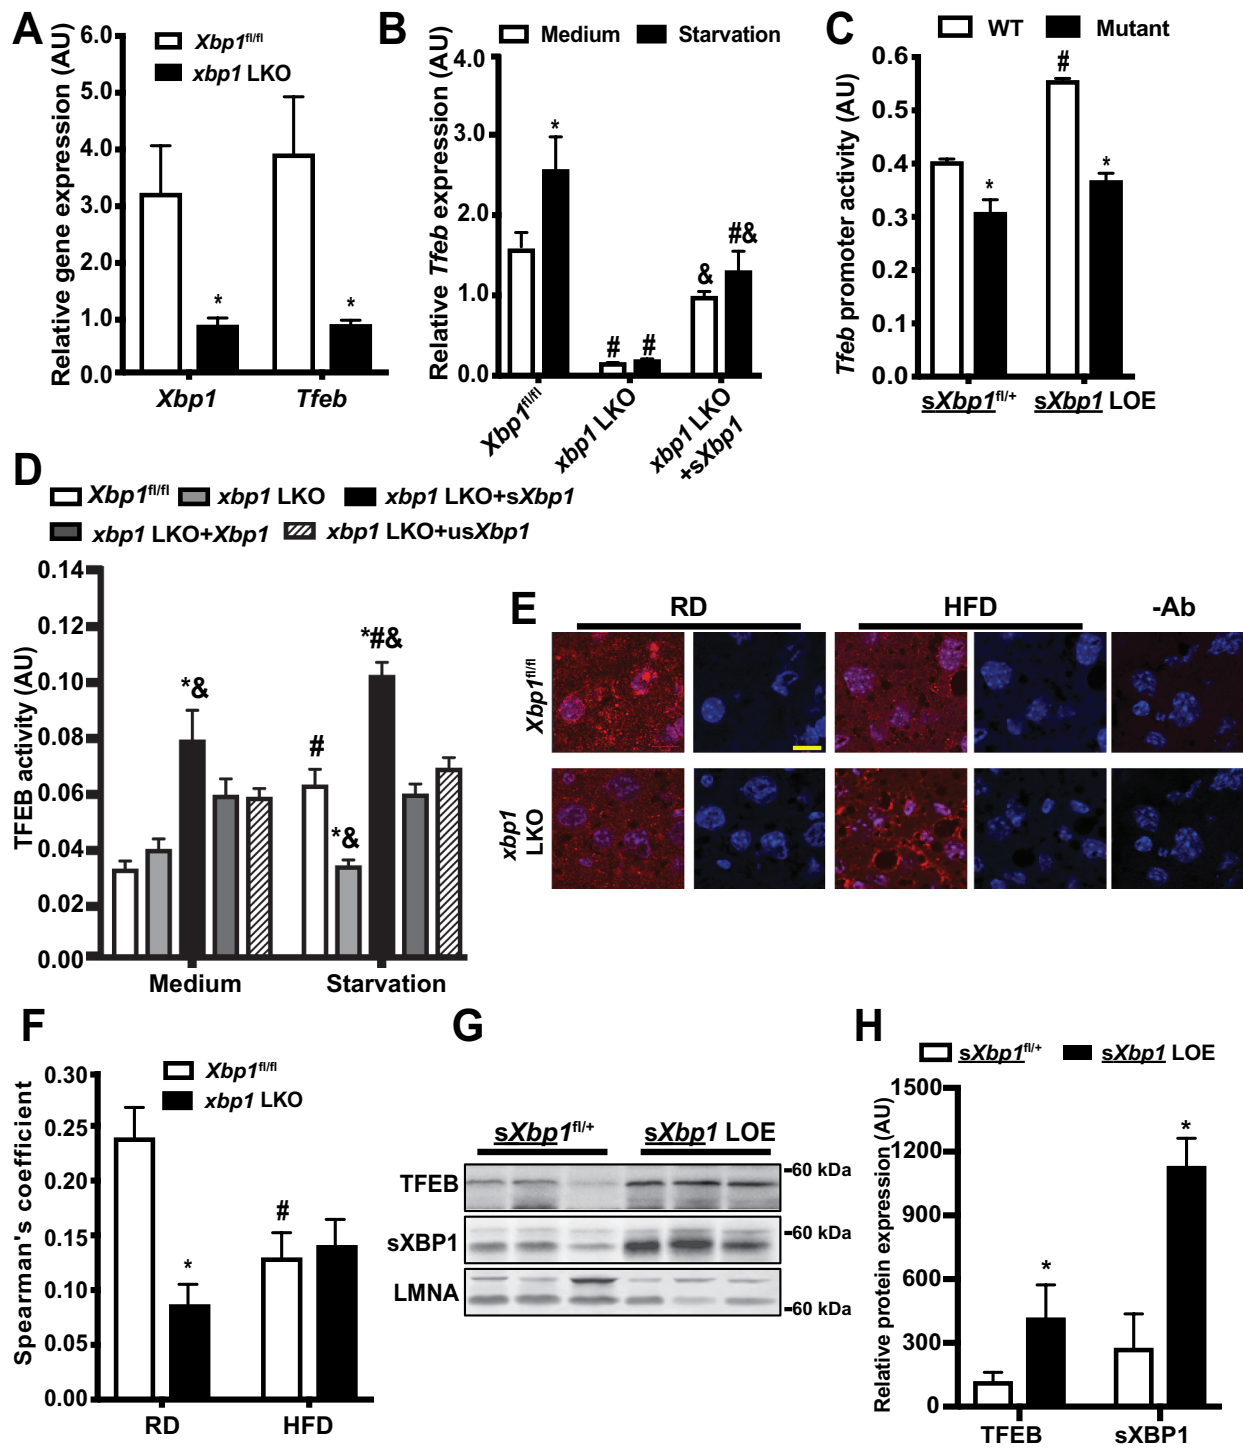 A
Relative gene expression (AU)
6.0
5.0
4.0
3.0
2.0
1.0
0.0
Xbp1fl/fl
xbp1 LKO
*
*
Xbp1
Tfeb
B
Medium
Starvation
Relative Tfeb expression (AU)
4.0
3.0
2.0
1.0
0.0
*
#
#
&
#&
Xbp1fl/fl
xbp1 LKO
xbp1 LKO
+sXbp1
C
WT
Mutant
Tfeb promoter activity (AU)
0.6
0.5
0.4
0.3
0.2
0.1
0.0
*
#
*
sXbp1fl/+
sXbp1 LOE
D
Xbp1fl/fl
xbp1 LKO
xbp1 LKO+sXbp1
xbp1 LKO+Xbp1
xbp1 LKO+usXbp1
TFEB activity (AU)
0.14
0.12
0.10
0.08
0.06
0.04
0.02
0.00
*&
#
*&
*#&
Medium
Starvation
E
RD
HFD
-Ab
Xbp1fl/fl
xbp1
LKO
F
Xbp1fl/fl
xbp1 LKO
Spearman's coefficient
0.30
0.25
0.20
0.15
0.10
0.05
0.00
*
#
RD
HFD
G
sXbp1fl/+
sXbp1 LOE
TFEB
60 kDa
sXBP1
60 kDa
LMNA
60 kDa
H
sXbp1fl/+
sXbp1 LOE
Relative protein expression (AU)
1500
1200
900
600
300
0
*
*
TFEB
sXBP1